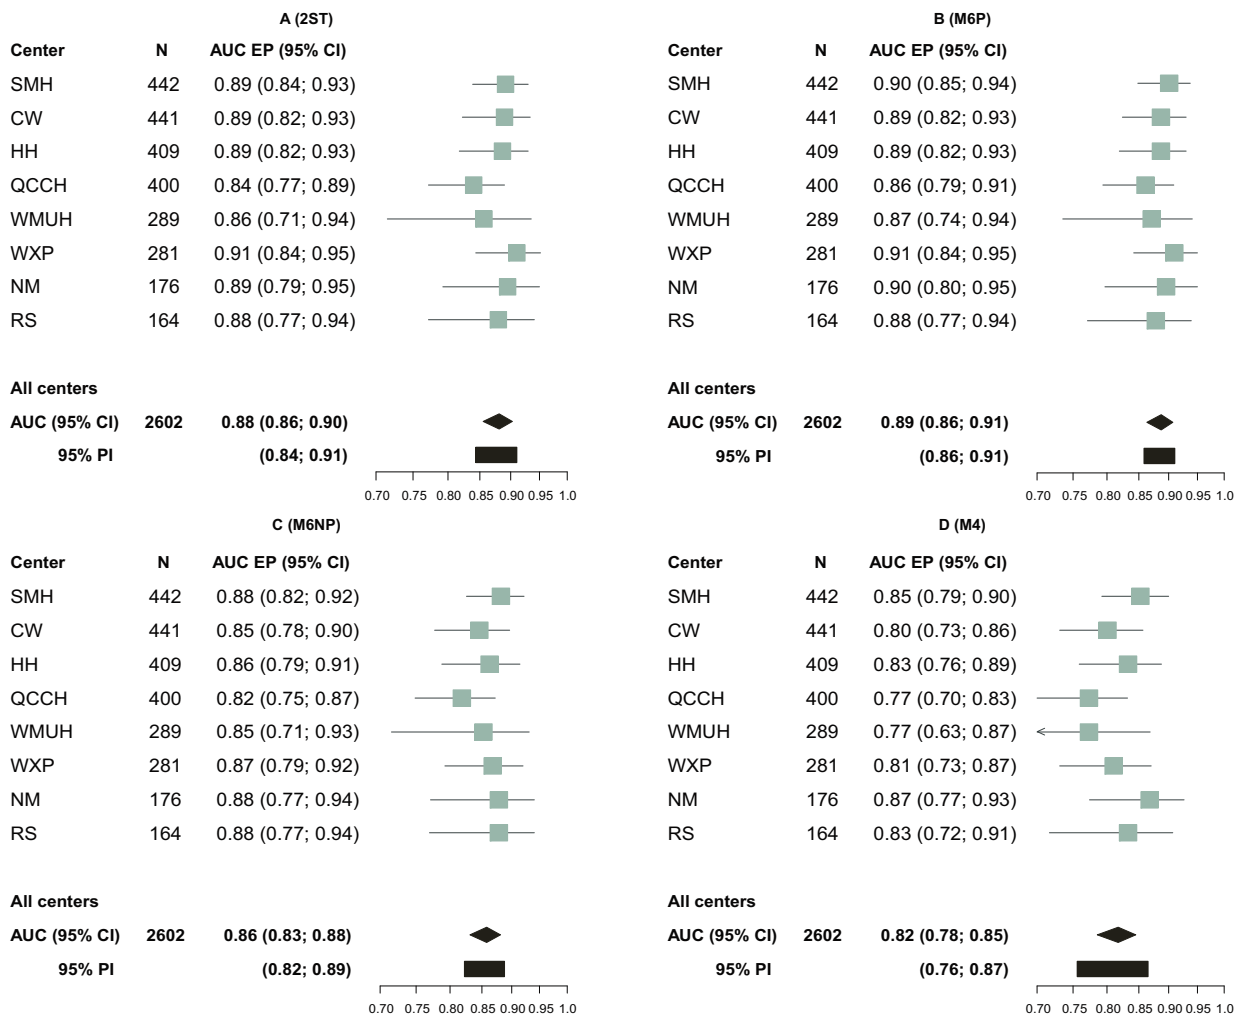 A (2ST)
Center N AUC EP (95% CI)
SMH 442 0.89 (0.84; 0.93)
CW 441 0.89 (0.82; 0.93)
HH 409 0.89 (0.82; 0.93)
QCCH 400 0.84 (0.77; 0.89)
WMUH 289 0.86 (0.71; 0.94)
WXP 281 0.91 (0.84; 0.95)
NM 176 0.89 (0.79; 0.95)
RS 164 0.88 (0.77; 0.94)
All centers
AUC (95% CI) 2602 0.88 (0.86; 0.90)
95% PI (0.84; 0.91)
0.70 0.75 0.80 0.85 0.90 0.95 1.0
B (M6P)
Center N AUC EP (95% CI)
SMH 442 0.90 (0.85; 0.94)
CW 441 0.89 (0.82; 0.93)
HH 409 0.89 (0.82; 0.93)
QCCH 400 0.86 (0.79; 0.91)
WMUH 289 0.87 (0.74; 0.94)
WXP 281 0.91 (0.84; 0.95)
NM 176 0.90 (0.80; 0.95)
RS 164 0.88 (0.77; 0.94)
All centers
AUC (95% CI) 2602 0.89 (0.86; 0.91)
95% PI (0.86; 0.91)
0.70 0.75 0.80 0.85 0.90 0.95 1.0
C (M6NP)
Center N AUC EP (95% CI)
SMH 442 0.88 (0.82; 0.92)
CW 441 0.85 (0.78; 0.90)
HH 409 0.86 (0.79; 0.91)
QCCH 400 0.82 (0.75; 0.87)
WMUH 289 0.85 (0.71; 0.93)
WXP 281 0.87 (0.79; 0.92)
NM 176 0.88 (0.77; 0.94)
RS 164 0.88 (0.77; 0.94)
All centers
AUC (95% CI) 2602 0.86 (0.83; 0.88)
95% PI (0.82; 0.89)
0.70 0.75 0.80 0.85 0.90 0.95 1.0
D (M4)
Center N AUC EP (95% CI)
SMH 442 0.85 (0.79; 0.90)
CW 441 0.80 (0.73; 0.86)
HH 409 0.83 (0.76; 0.89)
QCCH 400 0.77 (0.70; 0.83)
WMUH 289 0.77 (0.63; 0.87)
WXP 281 0.81 (0.73; 0.87)
NM 176 0.87 (0.77; 0.93)
RS 164 0.83 (0.72; 0.91)
All centers
AUC (95% CI) 2602 0.82 (0.78; 0.85)
95% PI (0.76; 0.87)
0.70 0.75 0.80 0.85 0.90 0.95 1.0